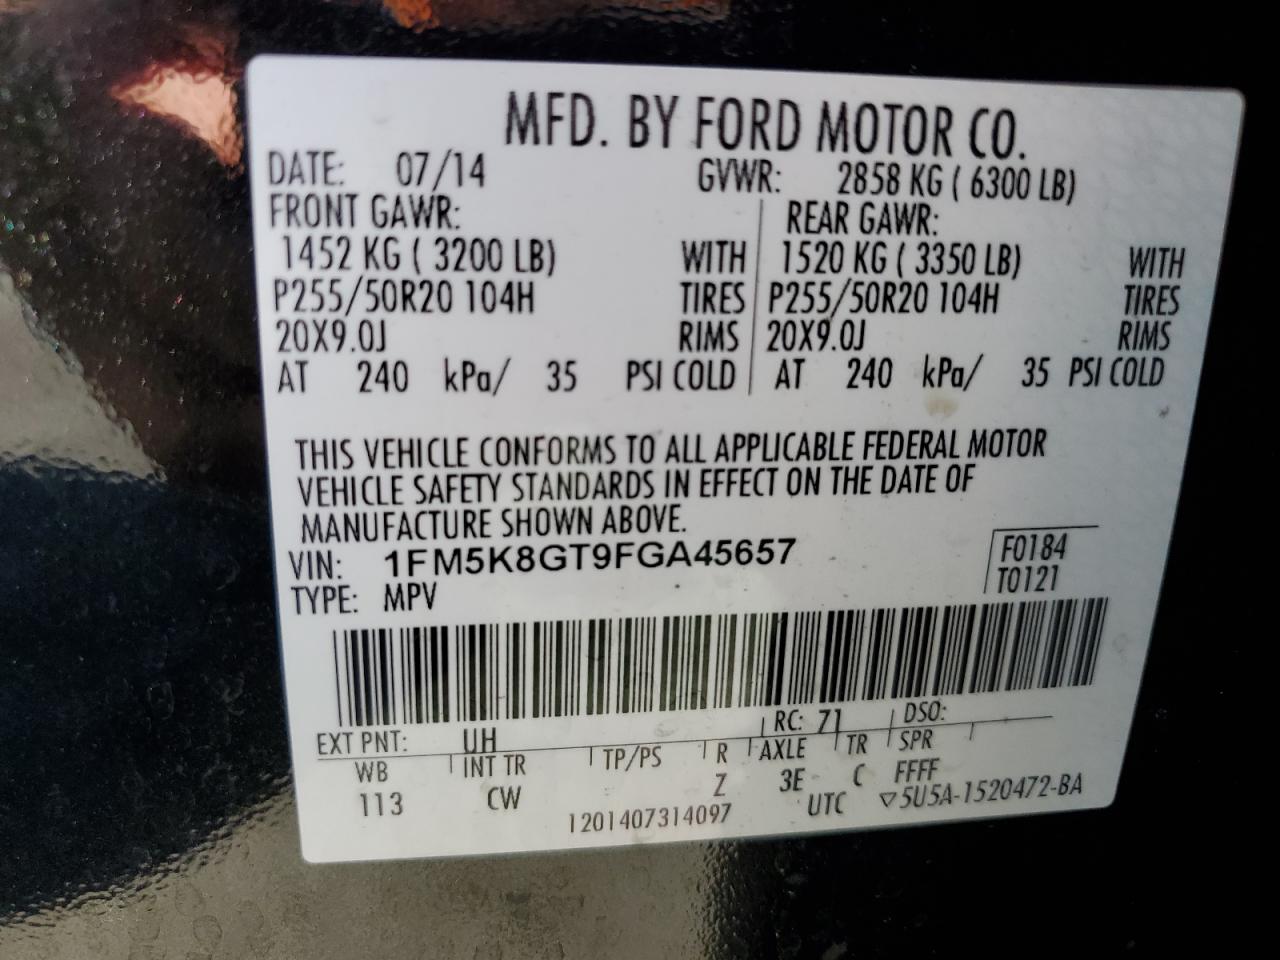 MFD. BY FORD MOTOR CO.
DATE: 07/14 GVWR: 2858 KG ( 6300 LB)
FRONT GAWR: REAR GAWR:
1452 KG ( 3200 LB) WITH 1520 KG ( 3350 LB) WITH
P255/50R20 104H TIRES P255/50R20 104H TIRES
20X9.0J RIMS 20X9.0J RIMS
AT 240 kPa/ 35 PSI COLD AT 240 kPa/ 35 PSI COLD
THIS VEHICLE CONFORMS TO ALL APPLICABLE FEDERAL MOTOR
VEHICLE SAFETY STANDARDS IN EFFECT ON THE DATE OF
MANUFACTURE SHOWN ABOVE.
VIN: 1FM5K8GT9FGA45657 F0184
TYPE: MPV T0121
EXT PNT: UH RC: 71 DSO:
WB INT TR TP/PS R AXLE TR SPR
113 CW Z 3E C FFFF
1201407314097 UTC ▽5U5A-1520472-BA